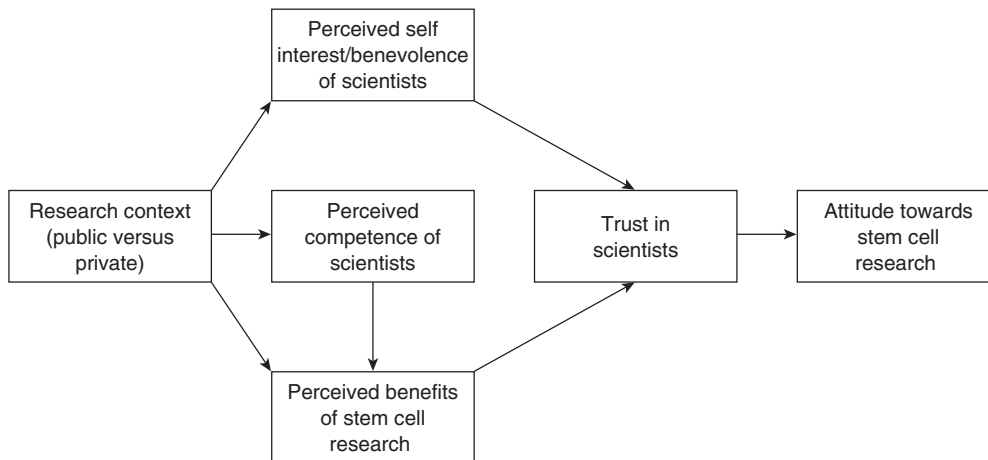 Perceived self
interest/benevolence
of scientists
Research context
(public versus
private)
Perceived
competence of
scientists
Trust in
scientists
Attitude towards
stem cell
research
Perceived benefits
of stem cell
research